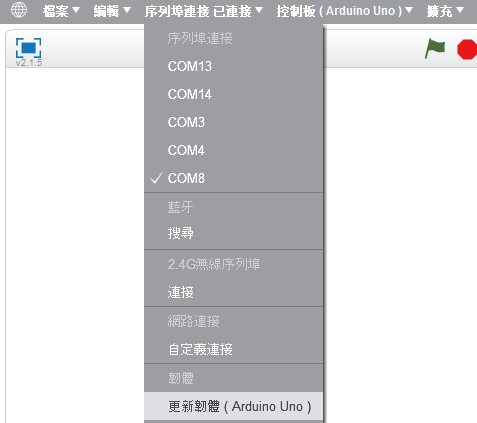 檔案 編輯 序列埠連接 已連接 控制板 ( Arduino Uno ) 擴充
v2.1.5
序列埠連接
COM13
COM14
COM3
COM4
COM8
藍牙
搜尋
2.4G無線序列埠
連接
網路連接
自定義連接
韌體
更新韌體 ( Arduino Uno )